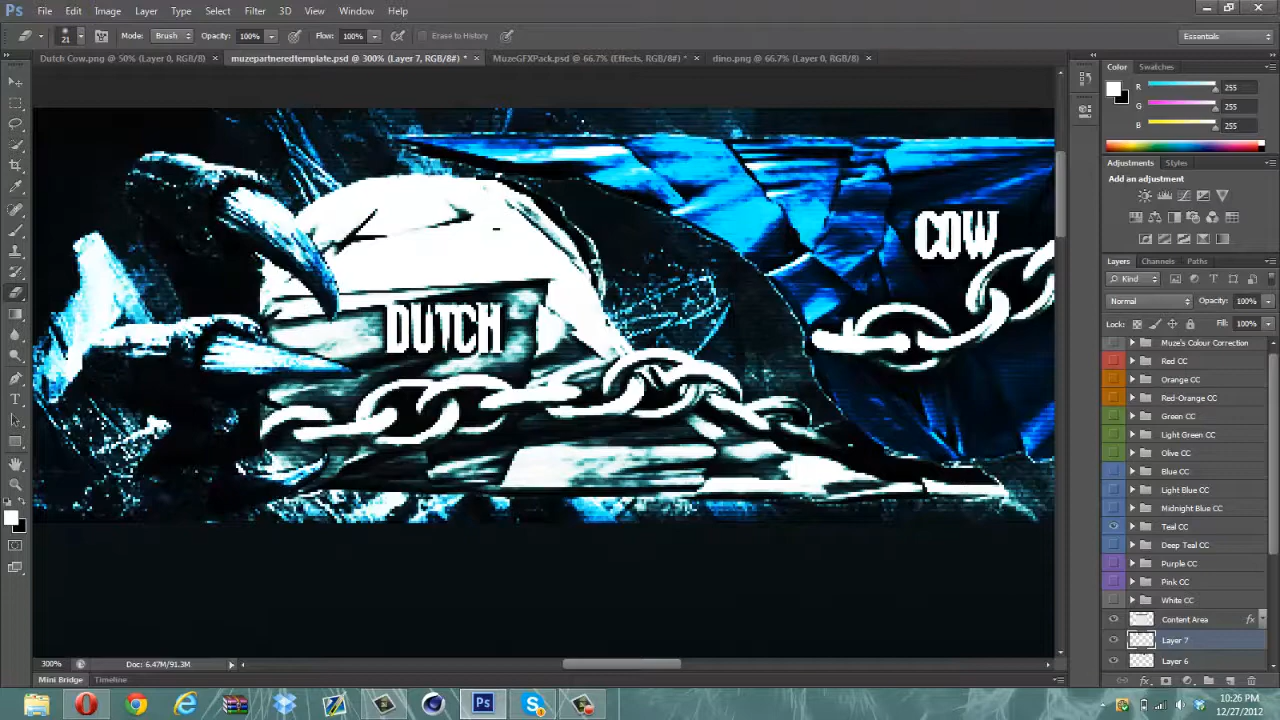 Ps File Edit Image Layer Type Select Filter 3D View Window Help
21 Mode: Brush Opacity: 100% Flow: 100% Erase to History Essentials
Dutch Cow.png @ 50% (Layer 0, RGB/8) × muzepartneredtemplate.psd @ 300% (Layer 7, RGB/8#) * × MuzeGFXPack.psd @ 66.7% (Effects, RGB/8#) * × dino.png @ 66.7% (Layer 0, RGB/8) ×
Color Swatches
R 255
G 255
B 255
Adjustments Styles
Add an adjustment
COW
DUTCH
Layers Channels Paths
Kind
Normal Opacity: 100%
Lock: Fill: 100%
Muze's Colour Correction
Red CC
Orange CC
Red-Orange CC
Green CC
Light Green CC
Olive CC
Blue CC
Light Blue CC
Midnight Blue CC
Teal CC
Deep Teal CC
Purple CC
Pink CC
White CC
Content Area fx
Layer 7
Layer 6
300% Doc: 6.47M/91.3M
Mini Bridge Timeline
10:26 PM
12/27/2012